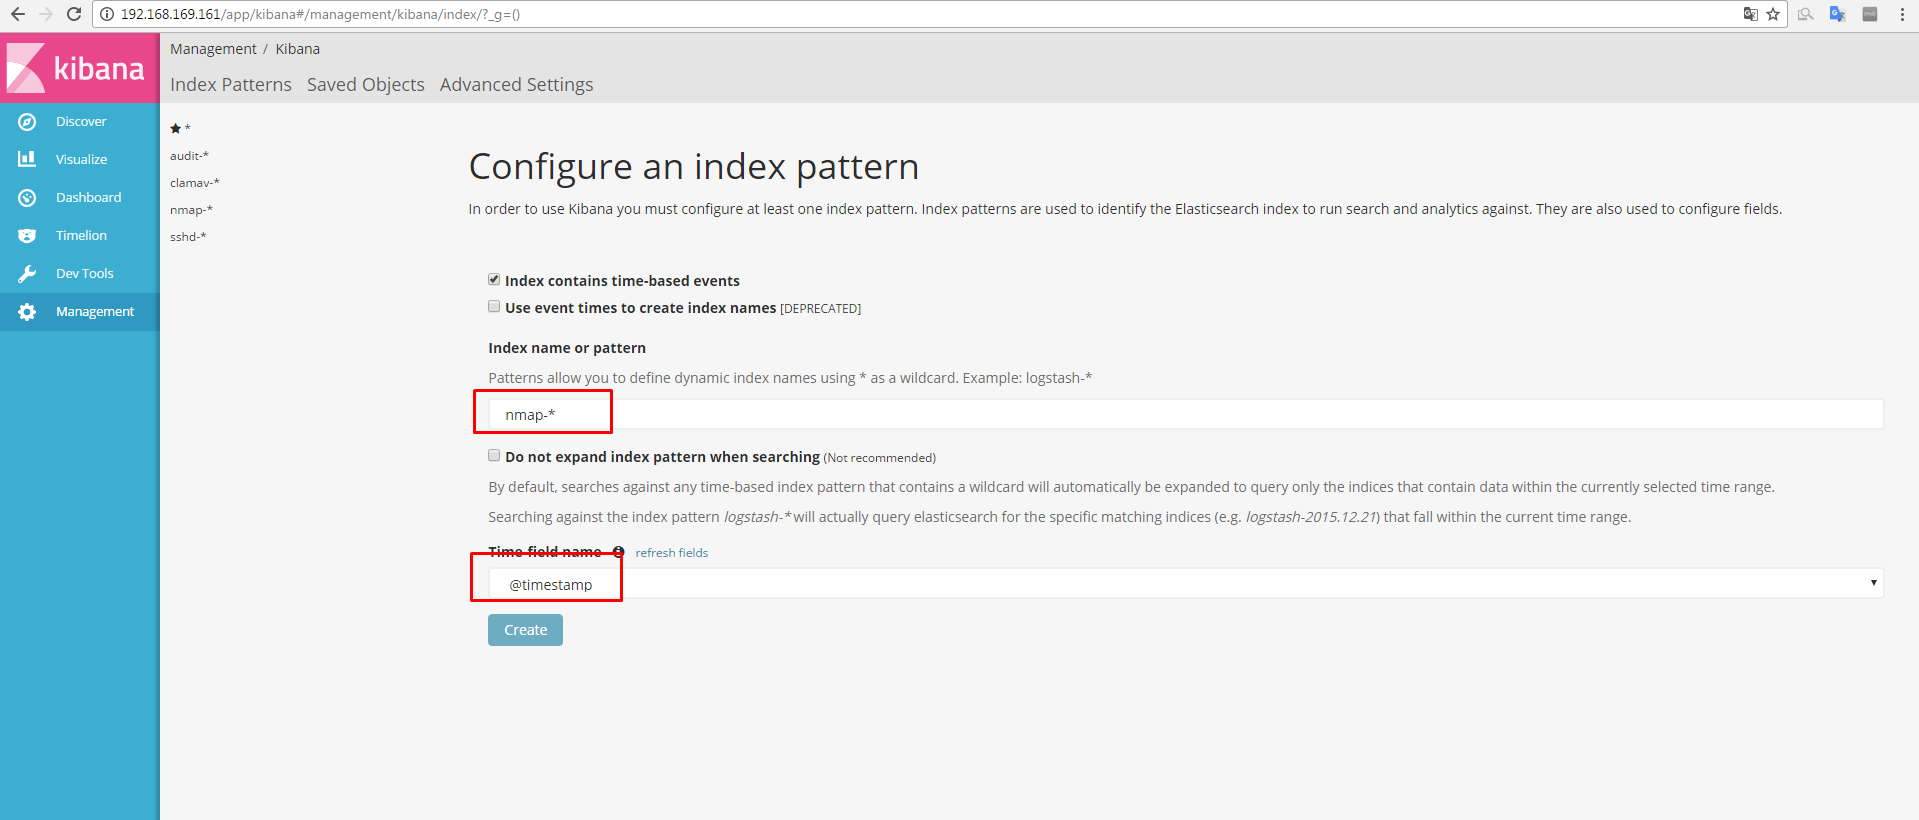 192.168.169.161/app/kibana#/management/kibana/index/?_g=()
kibana
Management / Kibana
Index Patterns Saved Objects Advanced Settings
Discover
Visualize
Dashboard
Timelion
Dev Tools
Management
★ *
audit-*
clamav-*
nmap-*
sshd-*
Configure an index pattern
In order to use Kibana you must configure at least one index pattern. Index patterns are used to identify the Elasticsearch index to run search and analytics against. They are also used to configure fields.
Index contains time-based events
Use event times to create index names [DEPRECATED]
Index name or pattern
Patterns allow you to define dynamic index names using * as a wildcard. Example: logstash-*
nmap-*
Do not expand index pattern when searching (Not recommended)
By default, searches against any time-based index pattern that contains a wildcard will automatically be expanded to query only the indices that contain data within the currently selected time range.
Searching against the index pattern logstash-* will actually query elasticsearch for the specific matching indices (e.g. logstash-2015.12.21) that fall within the current time range.
Time field name refresh fields
@timestamp
Create